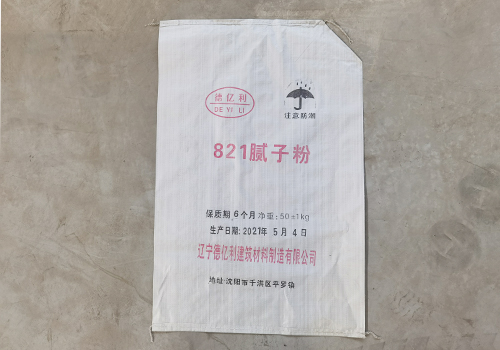 德亿利
DE YI LI
注意防潮
821腻子粉
保质期6个月 净重:50±1kg
生产日期:2021年5月4日
辽宁德亿利建筑材料制造有限公司
地址:沈阳市于洪区平罗镇